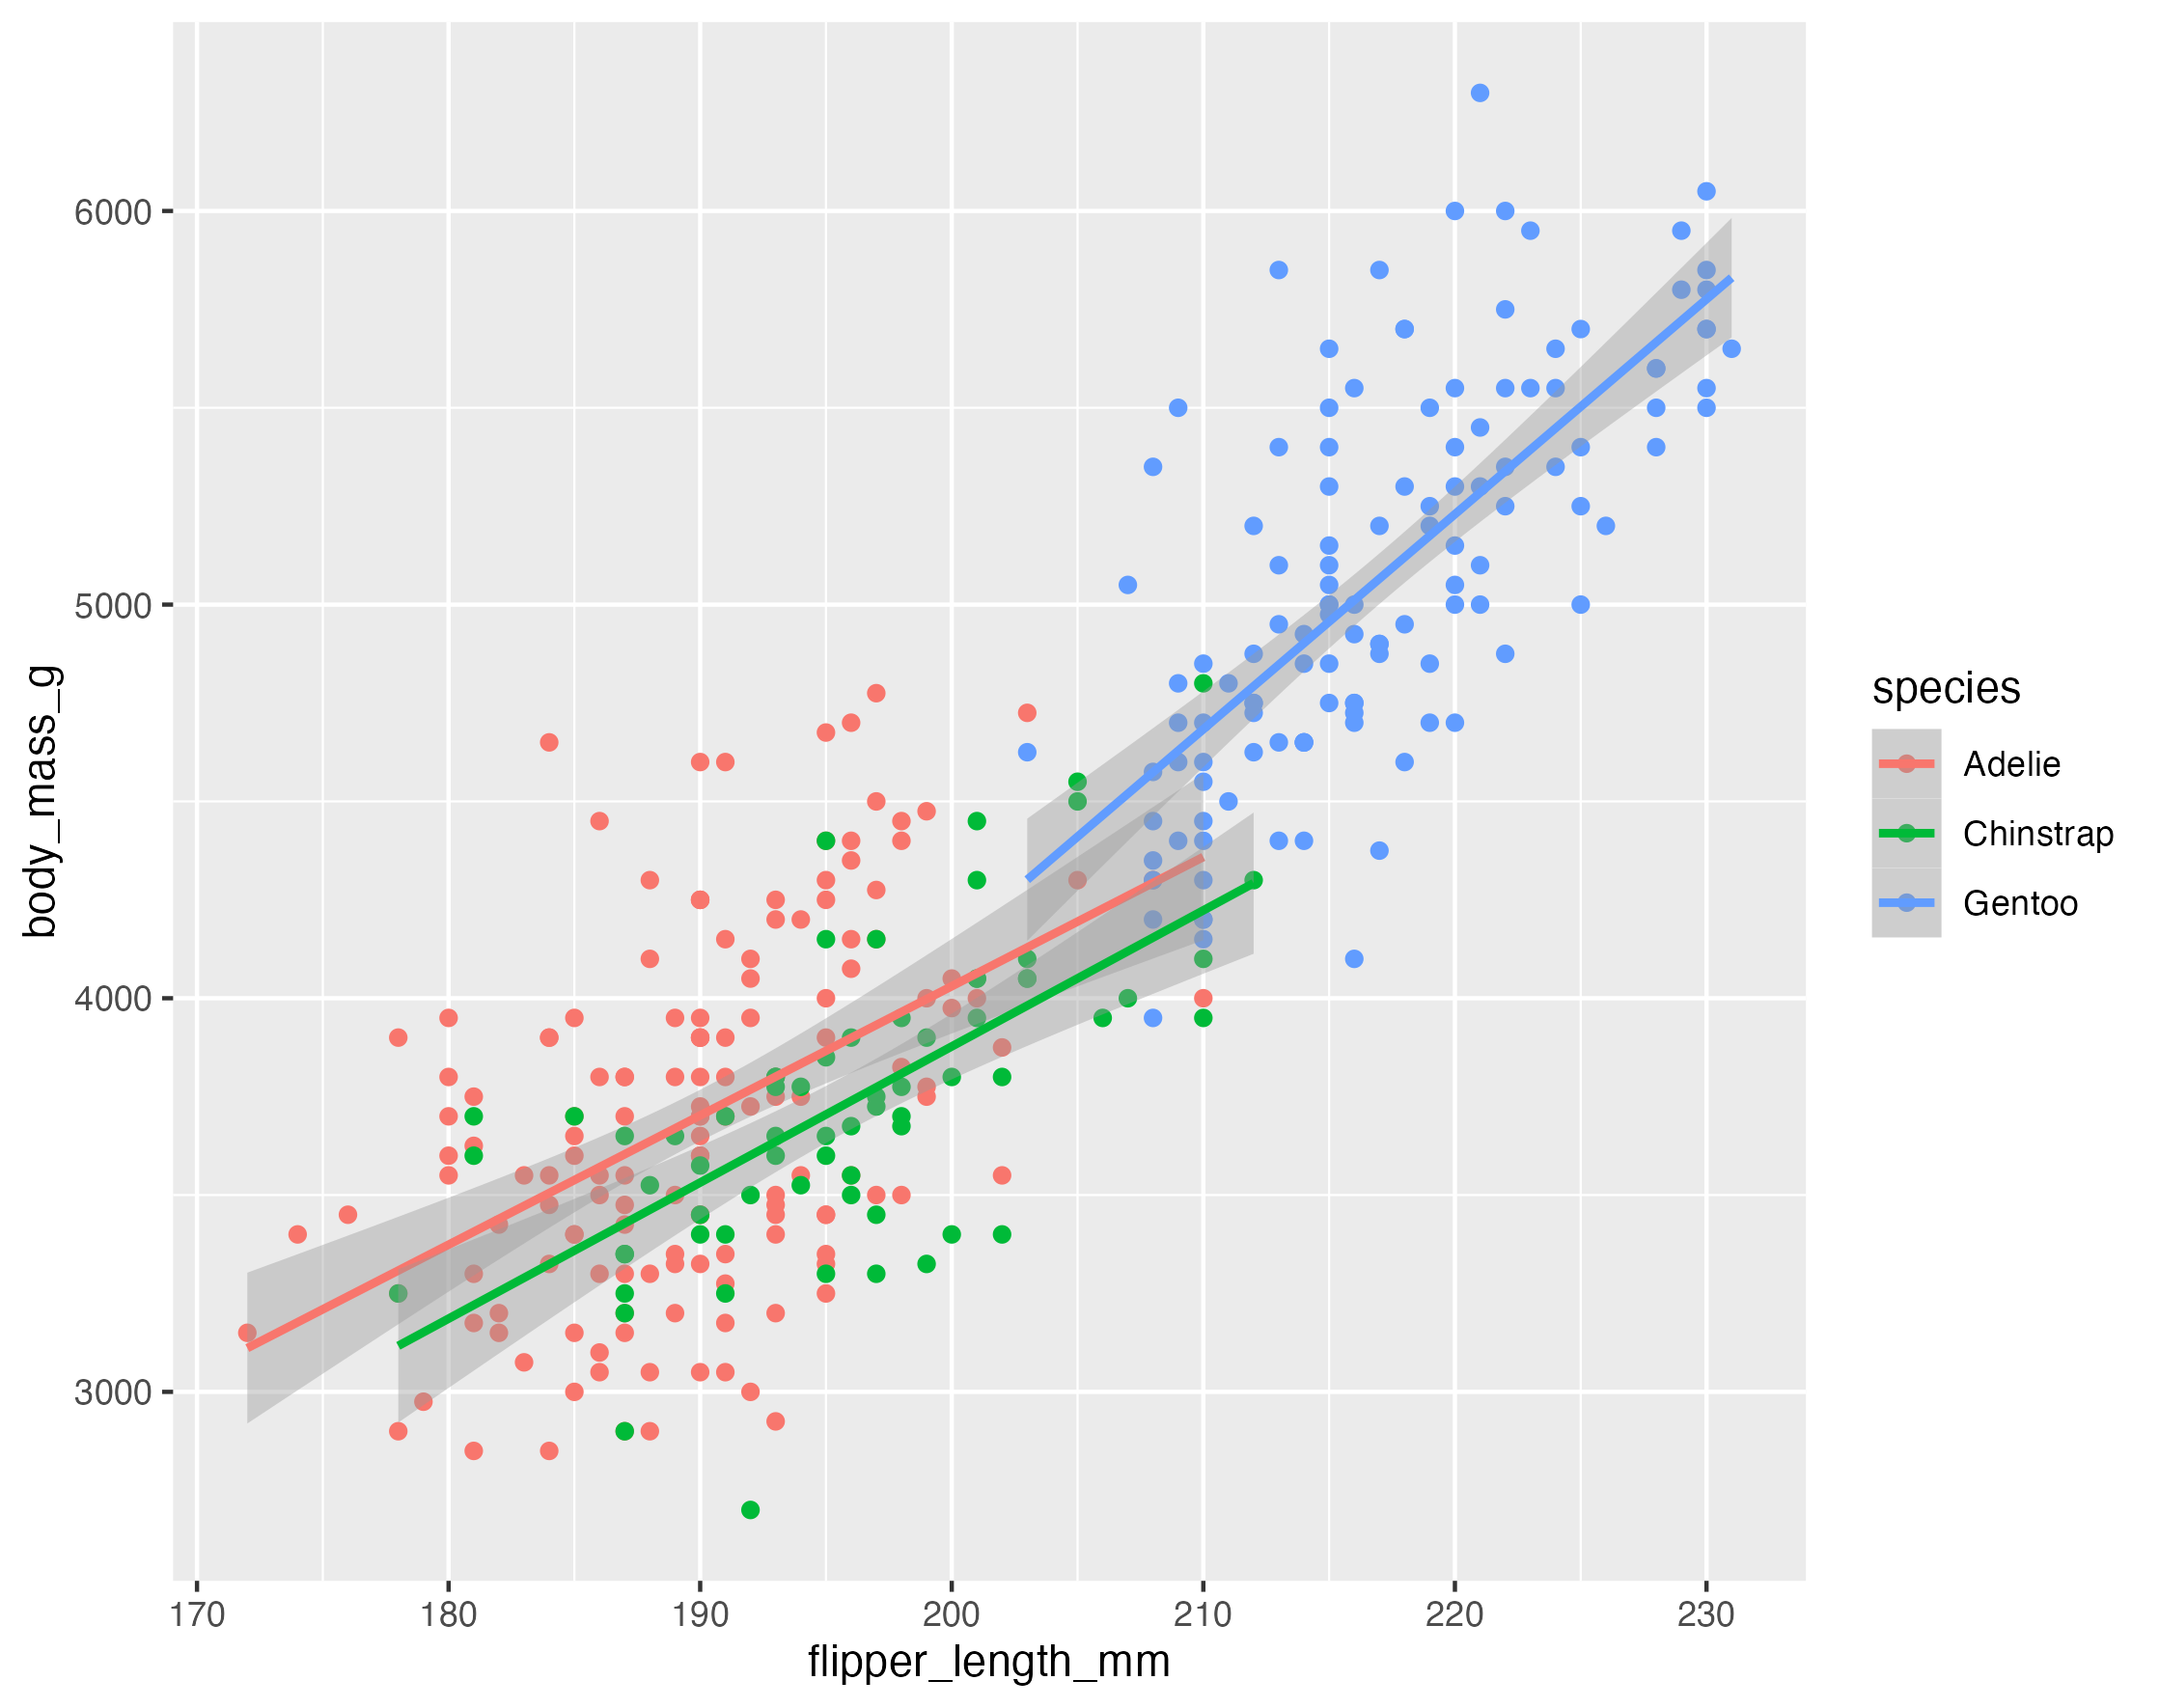 6000
5000
4000
3000
body_mass_g
170 180 190 200 210 220 230
flipper_length_mm
species
Adelie
Chinstrap
Gentoo